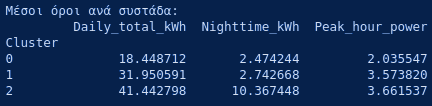 Μέσοι όροι ανά συστάδα:
Daily_total_kWh Nighttime_kWh Peak_hour_power
Cluster
0 18.448712 2.474244 2.035547
1 31.950591 2.742668 3.573820
2 41.442798 10.367448 3.661537